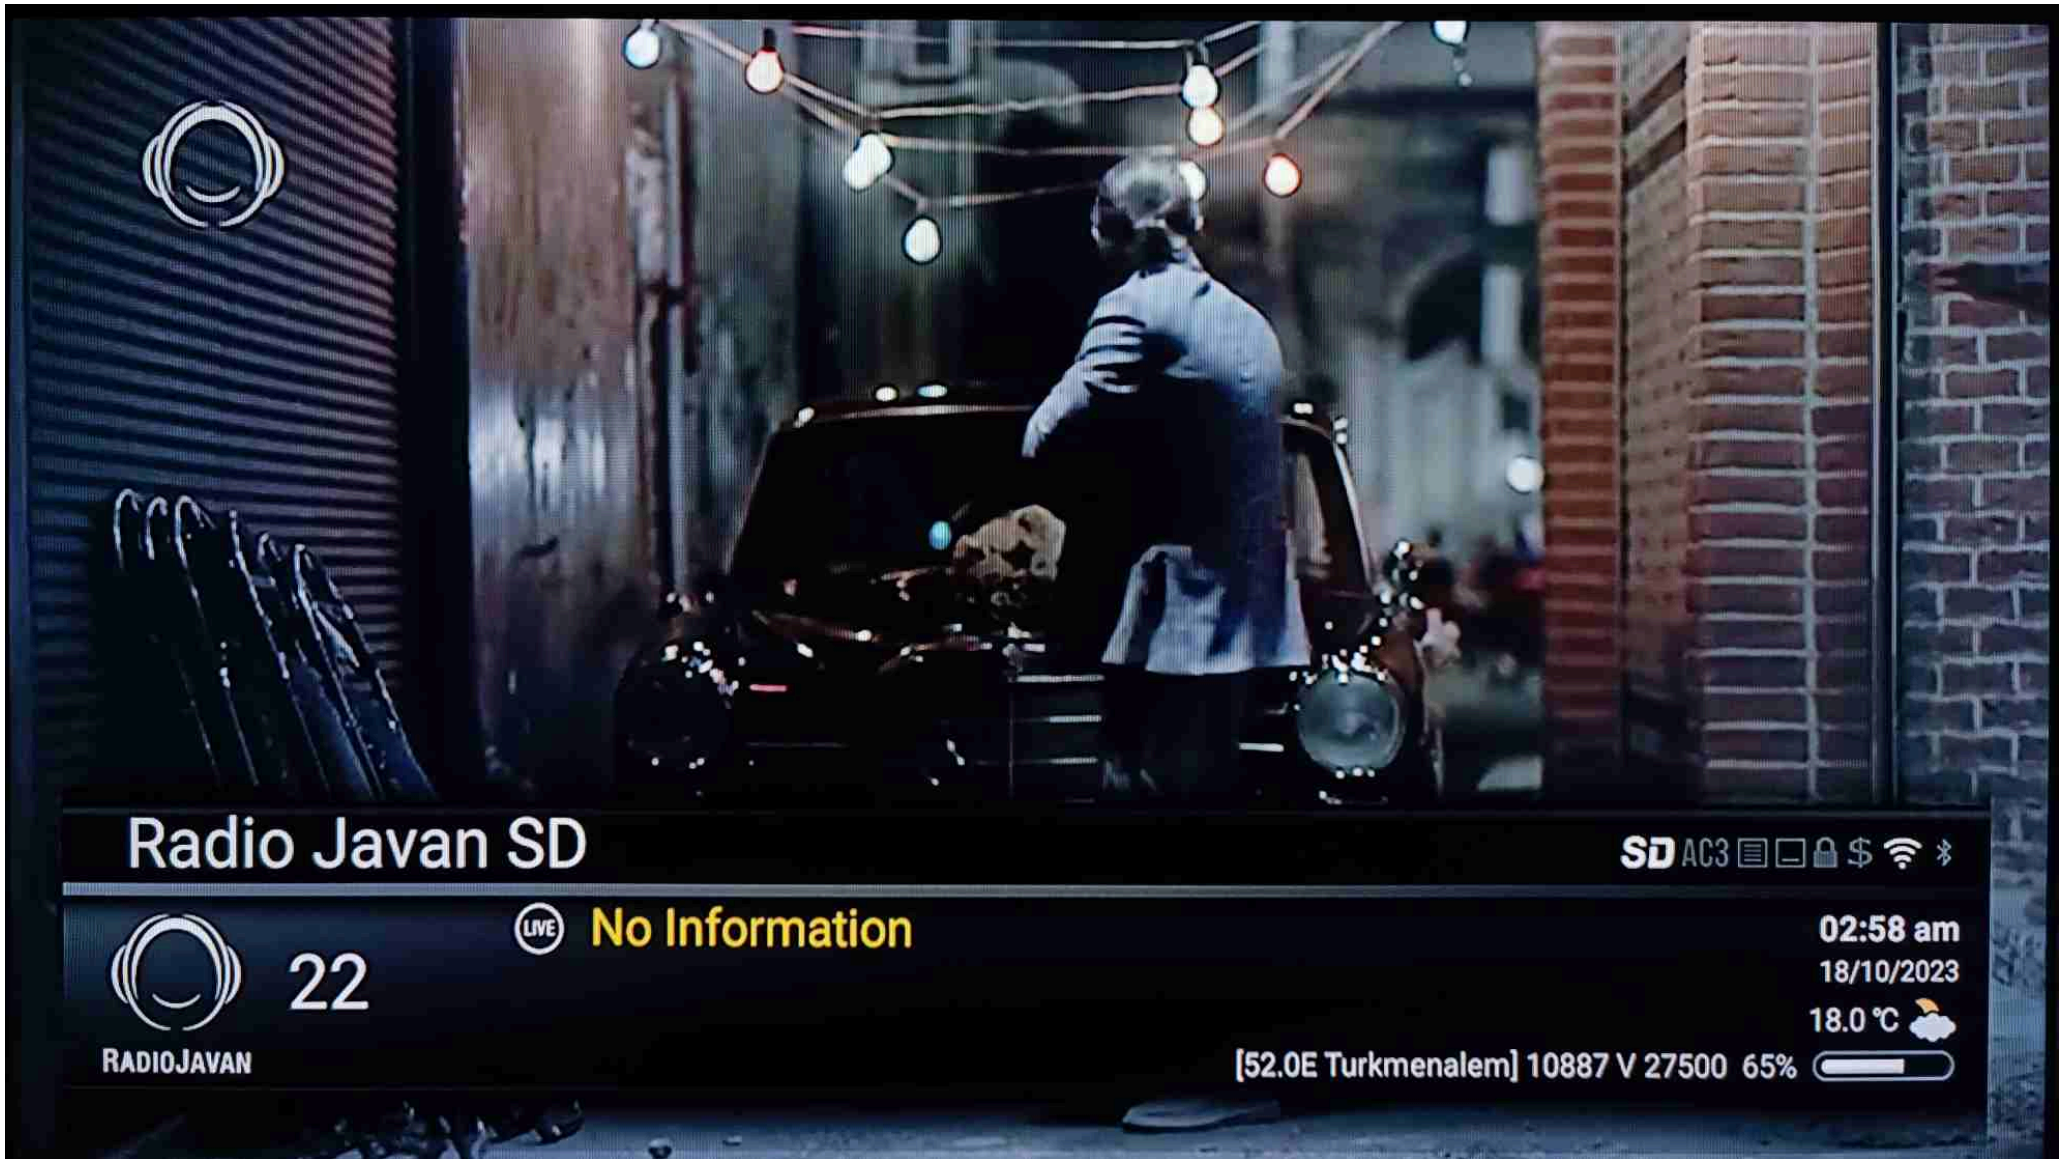 Radio Javan SD
SD AC3 $
LIVE No Information
22
RADIOJAVAN
02:58 am
18/10/2023
18.0 °C
[52.0E Turkmenalem] 10887 V 27500 65%